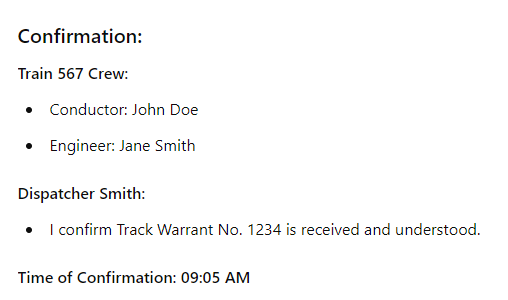 Confirmation:
Train 567 Crew:
• Conductor: John Doe
• Engineer: Jane Smith
Dispatcher Smith:
• I confirm Track Warrant No. 1234 is received and understood.
Time of Confirmation: 09:05 AM